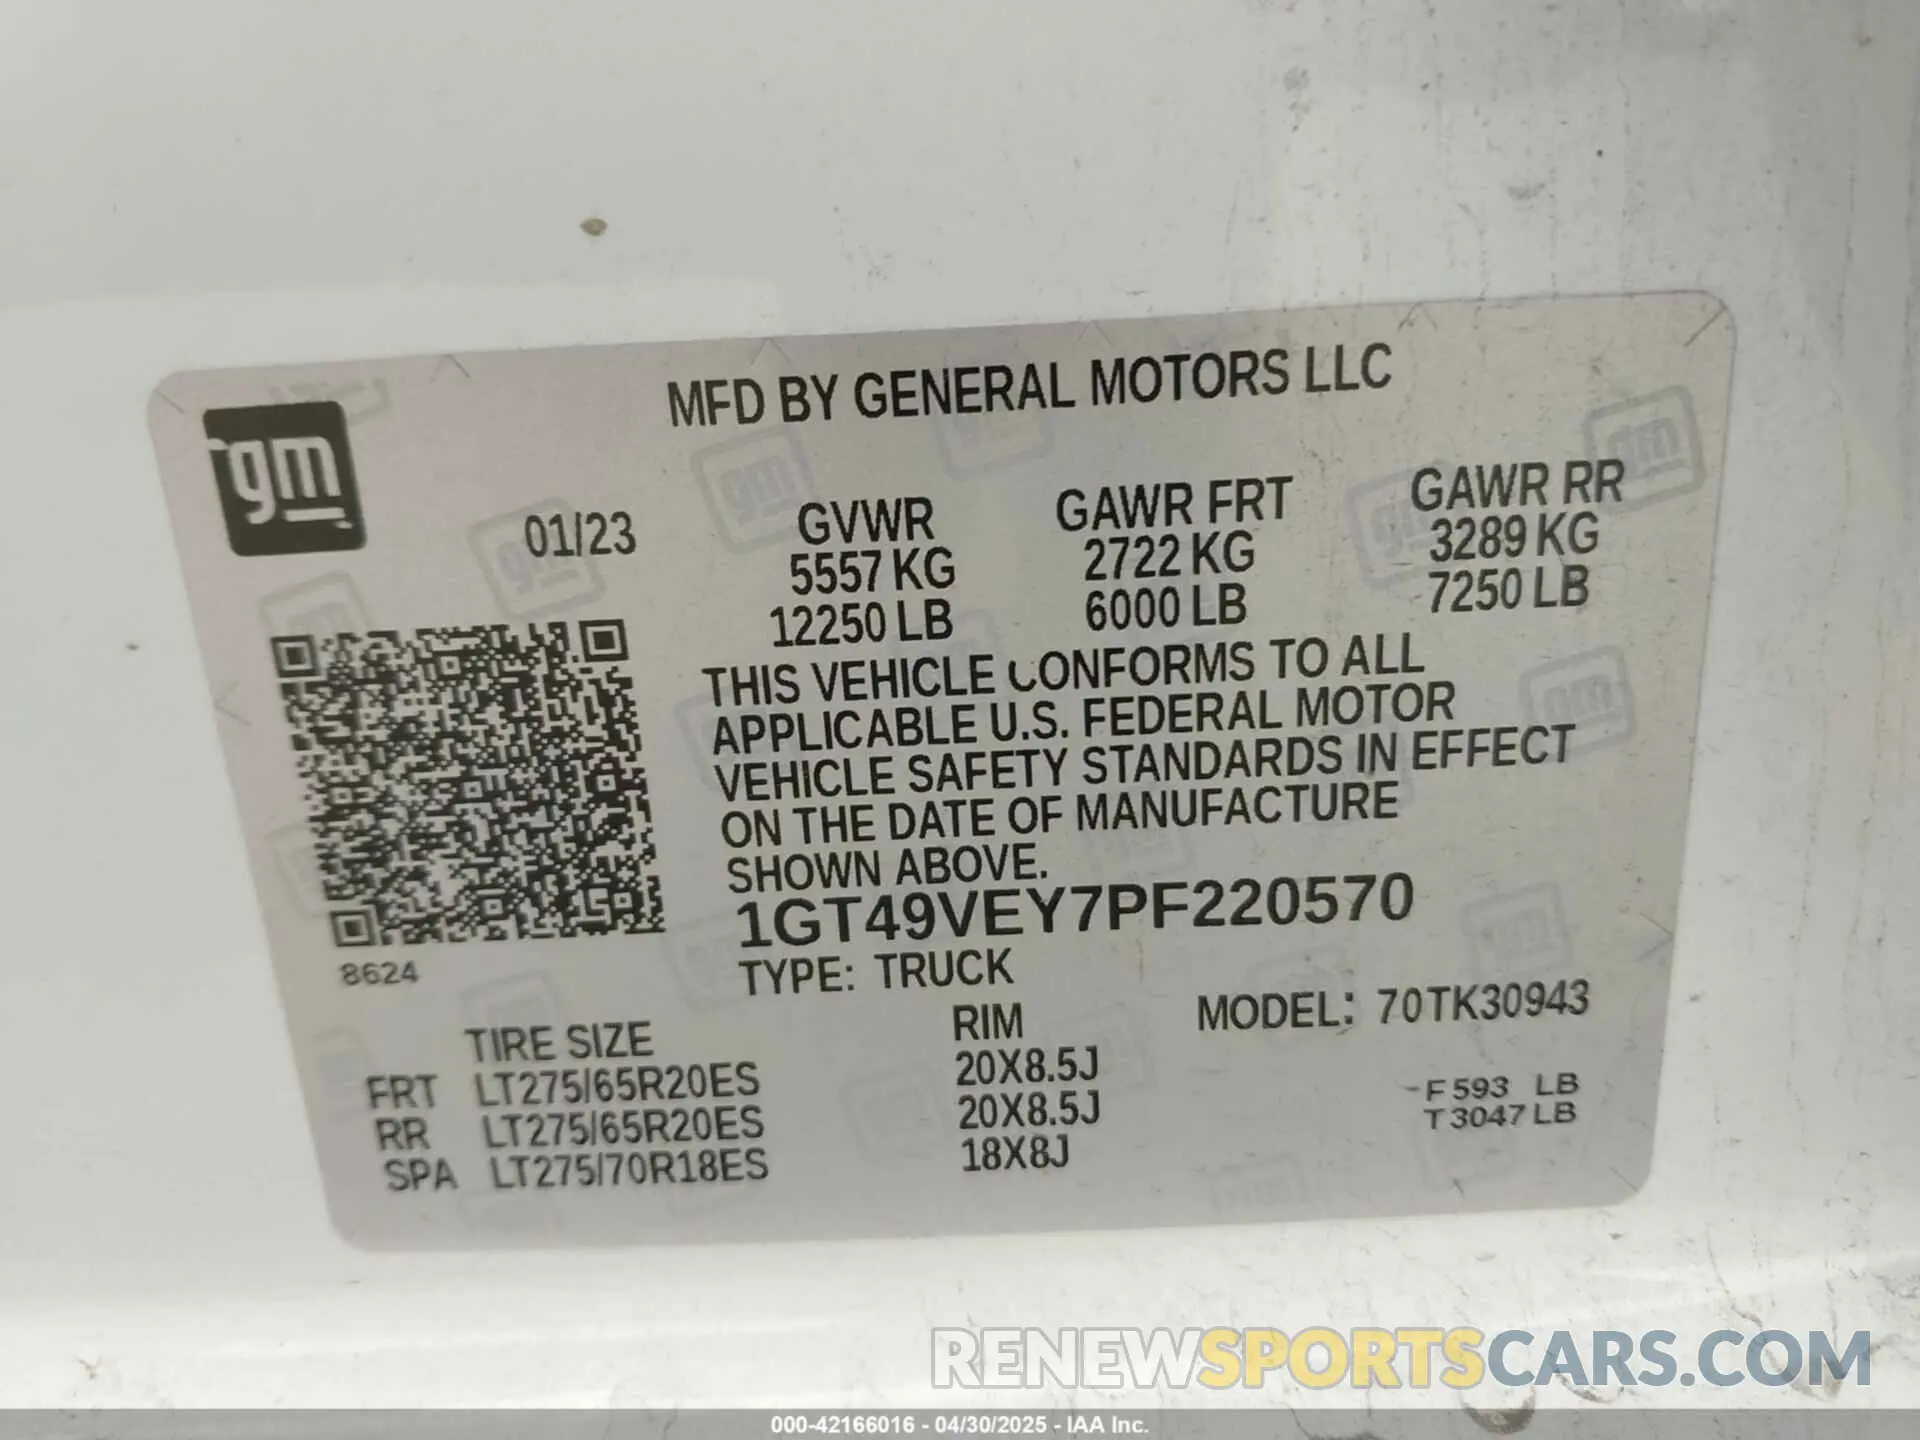 MFD BY GENERAL MOTORS LLC
gm
01/23
GVWR GAWR FRT GAWR RR
5557 KG 2722 KG 3289 KG
12250 LB 6000 LB 7250 LB
THIS VEHICLE CONFORMS TO ALL
APPLICABLE U.S. FEDERAL MOTOR
VEHICLE SAFETY STANDARDS IN EFFECT
ON THE DATE OF MANUFACTURE
SHOWN ABOVE.
1GT49VEY7PF220570
8624
TYPE: TRUCK
MODEL: 70TK30943
TIRE SIZE RIM
FRT LT275/65R20ES 20X8.5J
RR LT275/65R20ES 20X8.5J
SPA LT275/70R18ES 18X8J
-F 593 LB
T 3047 LB
RENEWSPORTSCARS.COM
000-42166016 - 04/30/2025 - IAA Inc.